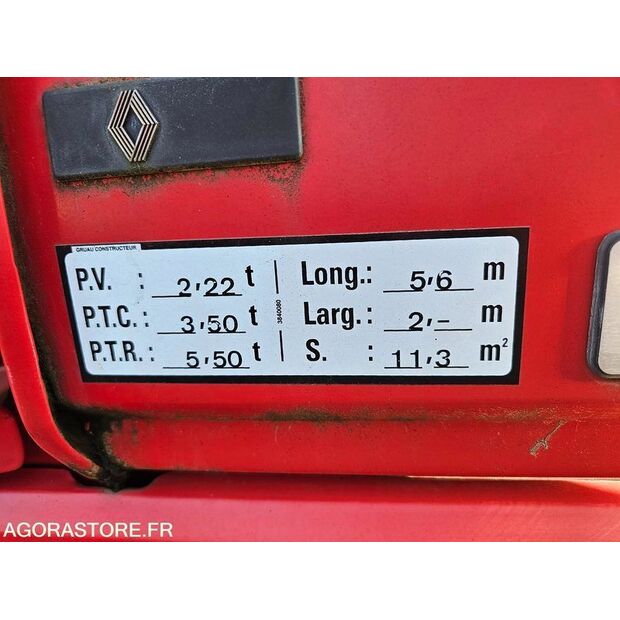 GRUAU CONSTRUCTEUR
P.V. : 2,22 t
P.T.C. : 3,50 t
P.T.R. : 5,50 t
3840080
Long.: 5,6 m
Larg.: 2,- m
S. : 11,3 m²
AGORASTORE.FR